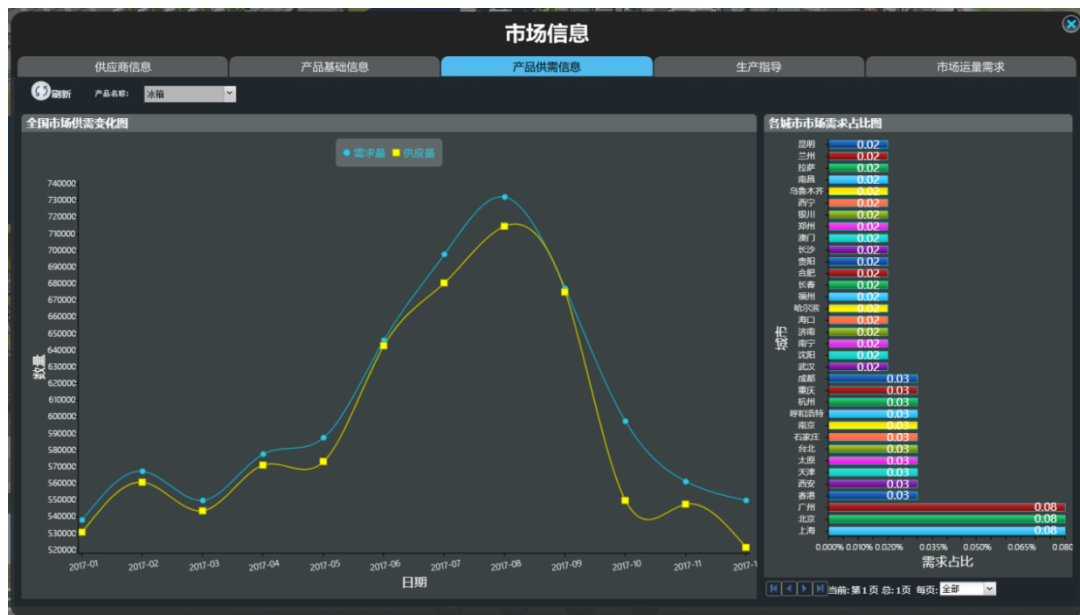 市场信息
供应商信息 产品基础信息 产品供需信息 生产指导 市场运量需求
刷新 产品名称: 冰箱
全国市场供需变化图
需求量 供应量
740000
730000
720000
710000
700000
690000
680000
670000
660000
650000
640000
630000
620000
610000
600000
590000
580000
570000
560000
550000
540000
530000
520000
数量
2017-01 2017-02 2017-03 2017-04 2017-05 2017-06 2017-07 2017-08 2017-09 2017-10 2017-11 2017-1
日期
各城市市场需求占比图
昆明 0.02
兰州 0.02
拉萨 0.02
南昌 0.02
乌鲁木齐 0.02
西宁 0.02
银川 0.02
郑州 0.02
澳门 0.02
长沙 0.02
贵阳 0.02
合肥 0.02
长春 0.02
福州 0.02
哈尔滨 0.02
海口 0.02
济南 0.02
南宁 0.02
沈阳 0.02
武汉 0.02
成都 0.03
重庆 0.03
杭州 0.03
呼和浩特 0.03
南京 0.03
石家庄 0.03
台北 0.03
太原 0.03
天津 0.03
西安 0.03
香港 0.03
广州 0.08
北京 0.08
上海 0.08
城市
0.000% 0.010% 0.020% 0.035% 0.050% 0.065% 0.080
需求占比
当前:第1页 总:1页 每页: 全部